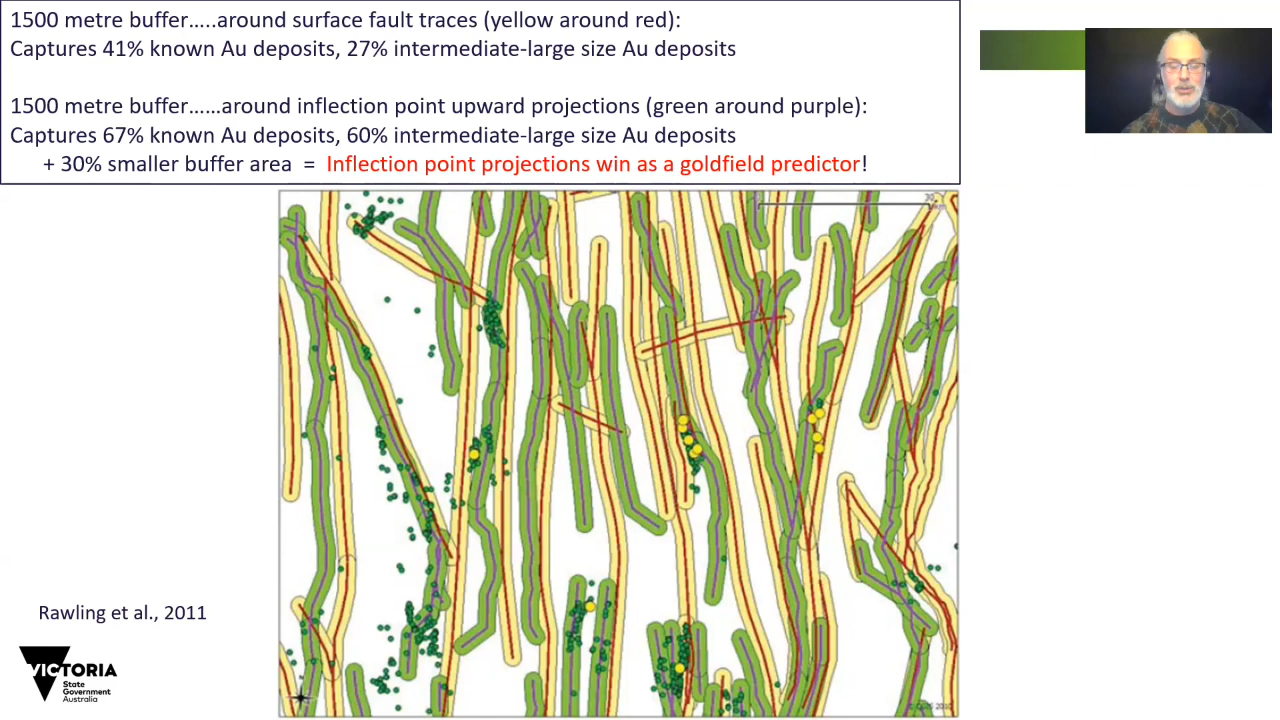 1500 metre buffer…..around surface fault traces (yellow around red):
Captures 41% known Au deposits, 27% intermediate-large size Au deposits
1500 metre buffer……around inflection point upward projections (green around purple):
Captures 67% known Au deposits, 60% intermediate-large size Au deposits
+ 30% smaller buffer area = Inflection point projections win as a goldfield predictor!
Rawling et al., 2011
VICTORIA
State
Government
Australia